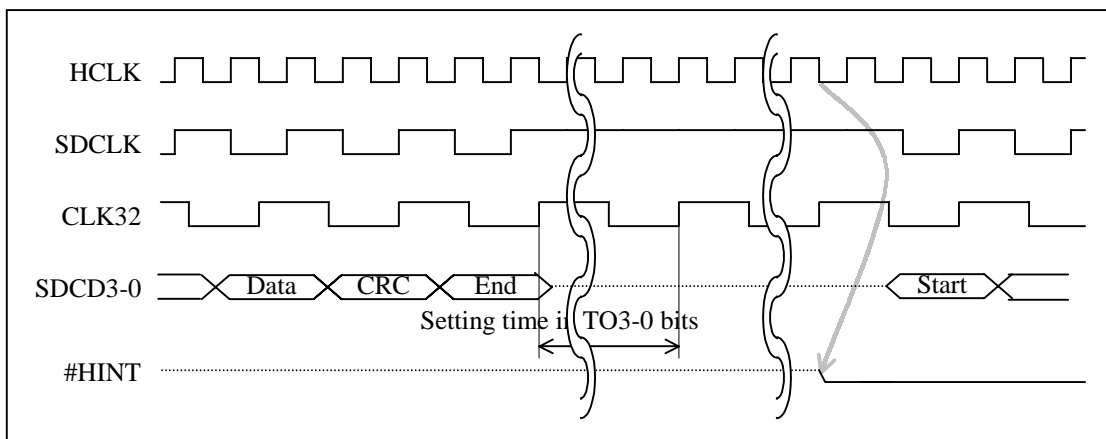 HCLK
SDCLK
CLK32
SDCD3-0 Data CRC End Start
Setting time in TO3-0 bits
#HINT